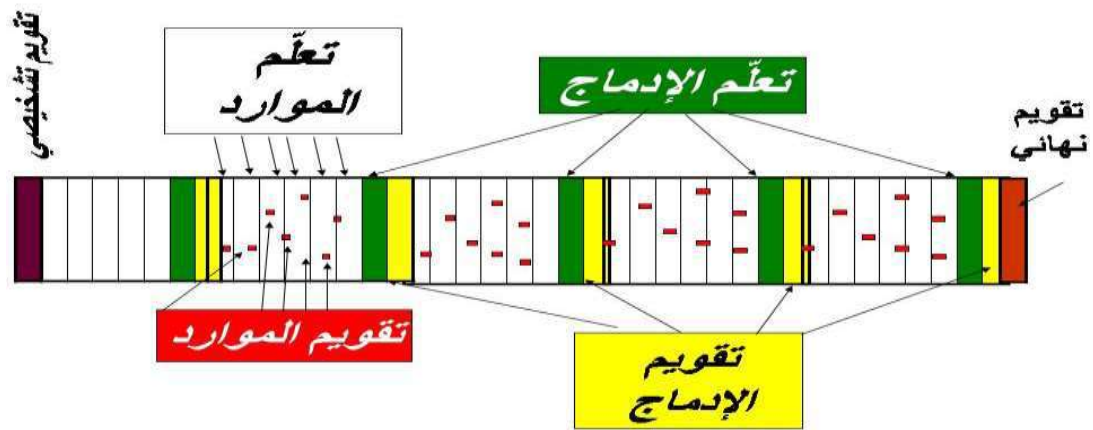 تقويم تشخيصي
تعلّم
الموارد
تعلّم الإدماج
تقويم
نهائي
تقويم الموارد
تقويم
الإدماج